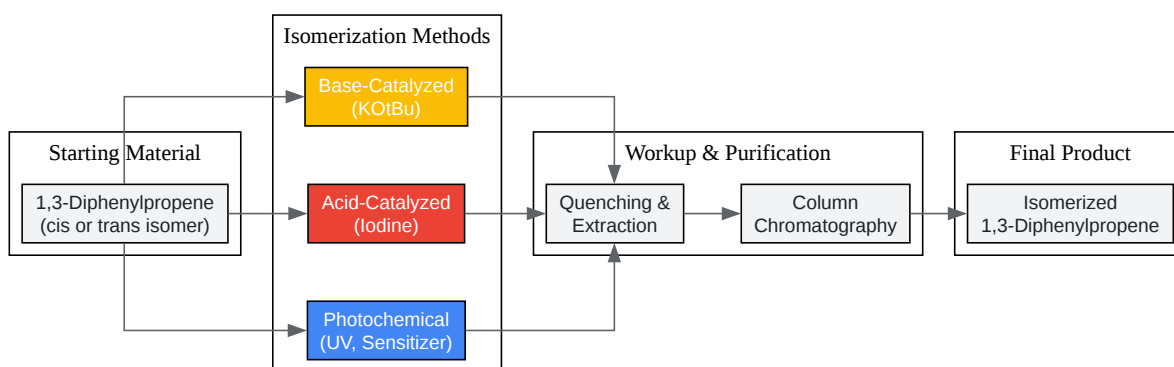 Isomerization Methods
Base-Catalyzed
(KOtBu)
Starting Material
1,3-Diphenylpropene
(cis or trans isomer)
Acid-Catalyzed
(Iodine)
Photochemical
(UV, Sensitizer)
Workup & Purification
Quenching &
Extraction
Column
Chromatography
Final Product
Isomerized
1,3-Diphenylpropene